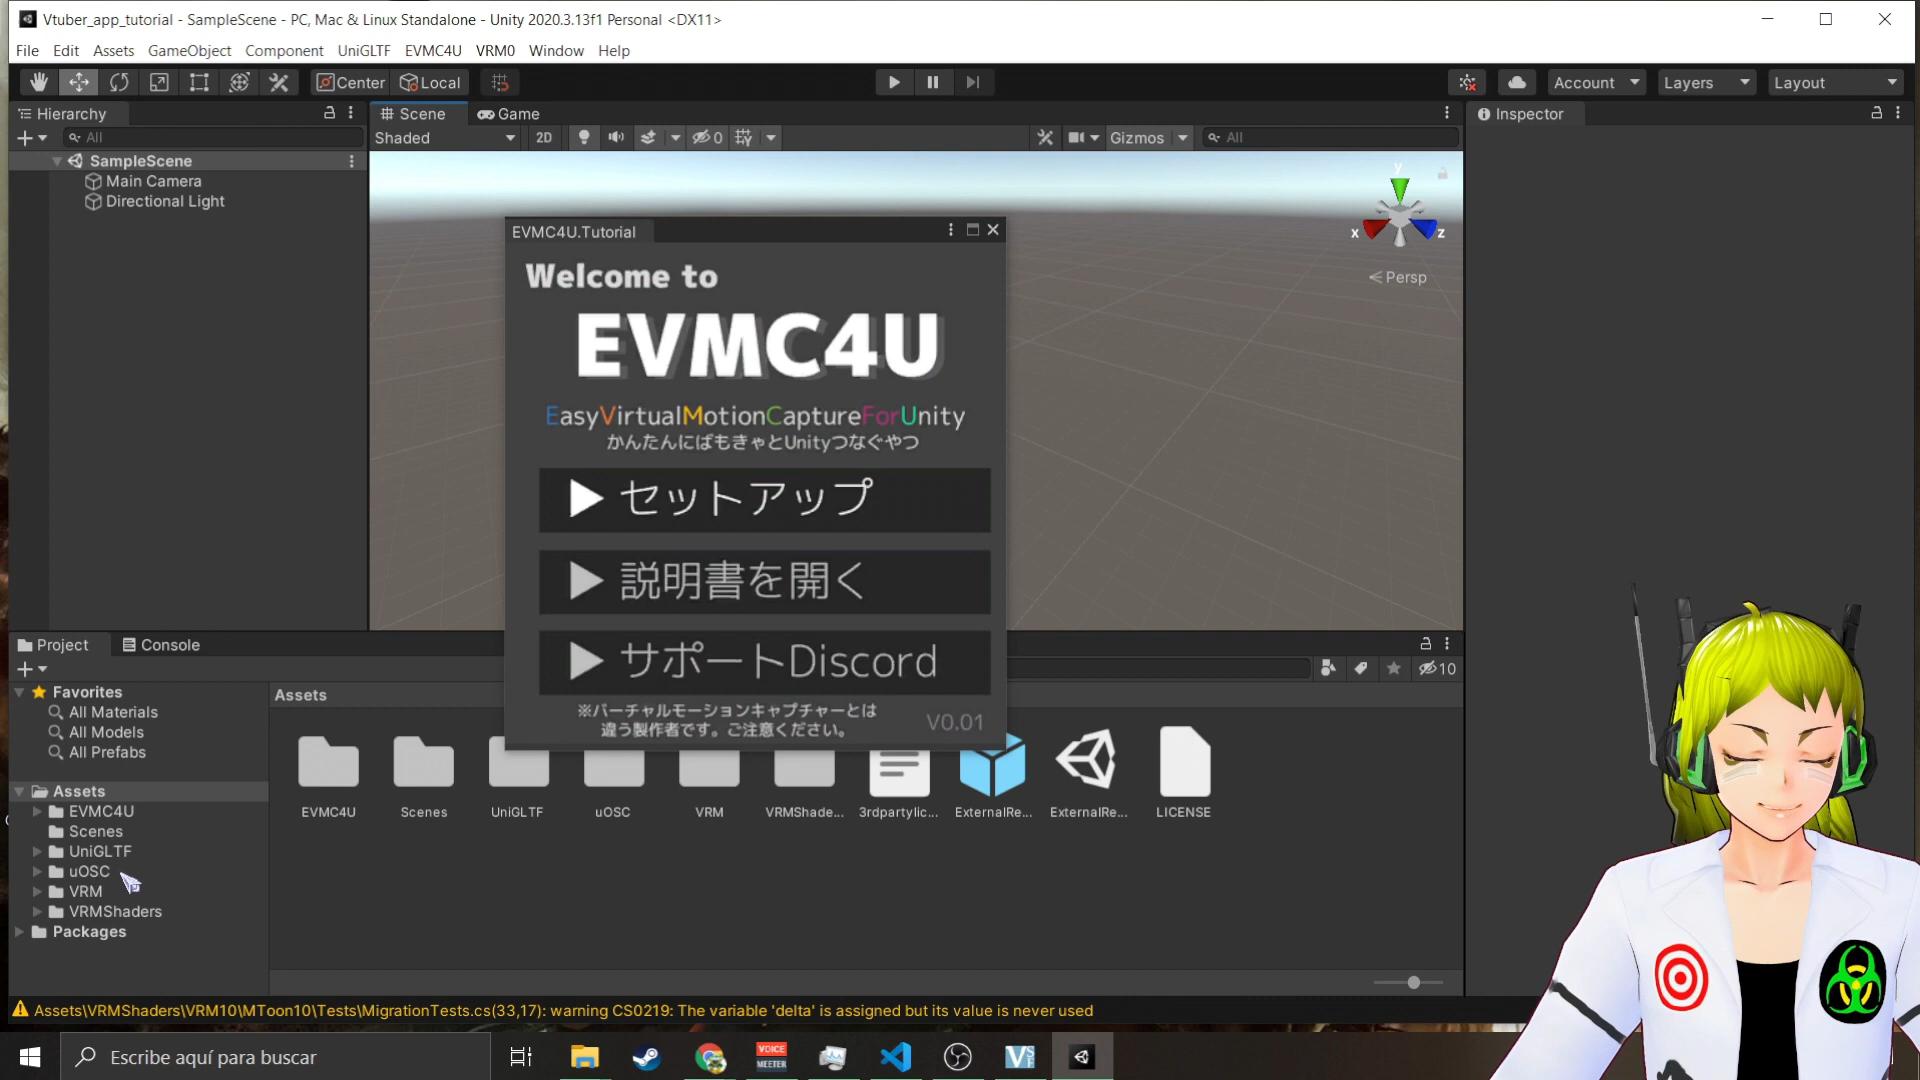 Vtuber_app_tutorial - SampleScene - PC, Mac & Linux Standalone - Unity 2020.3.13f1 Personal <DX11>
File Edit Assets GameObject Component UniGLTF EVMC4U VRM0 Window Help
Center Local Account Layers Layout
Hierarchy Scene Game Inspector
All Shaded 2D 0 Gizmos All
SampleScene
Main Camera
Directional Light
y
x z
Persp
EVMC4U.Tutorial
Welcome to
EVMC4U
EasyVirtualMotionCaptureForUnity
かんたんにばもきゃとUnityつなぐやつ
▶ セットアップ
▶ 説明書を開く
▶ サポートDiscord
※バーチャルモーションキャプチャーとは
違う製作者です。ご注意ください。
V0.01
Project Console
10
Favorites
All Materials
All Models
All Prefabs
Assets
EVMC4U
Scenes
UniGLTF
uOSC
VRM
VRMShaders
Packages
Assets
EVMC4U Scenes UniGLTF uOSC VRM VRMShade... 3rdpartylic... ExternalRe... ExternalRe... LICENSE
Assets\VRMShaders\VRM10\MToon10\Tests\MigrationTests.cs(33,17): warning CS0219: The variable 'delta' is assigned but its value is never used
Escribe aquí para buscar
VOICE
MEETER